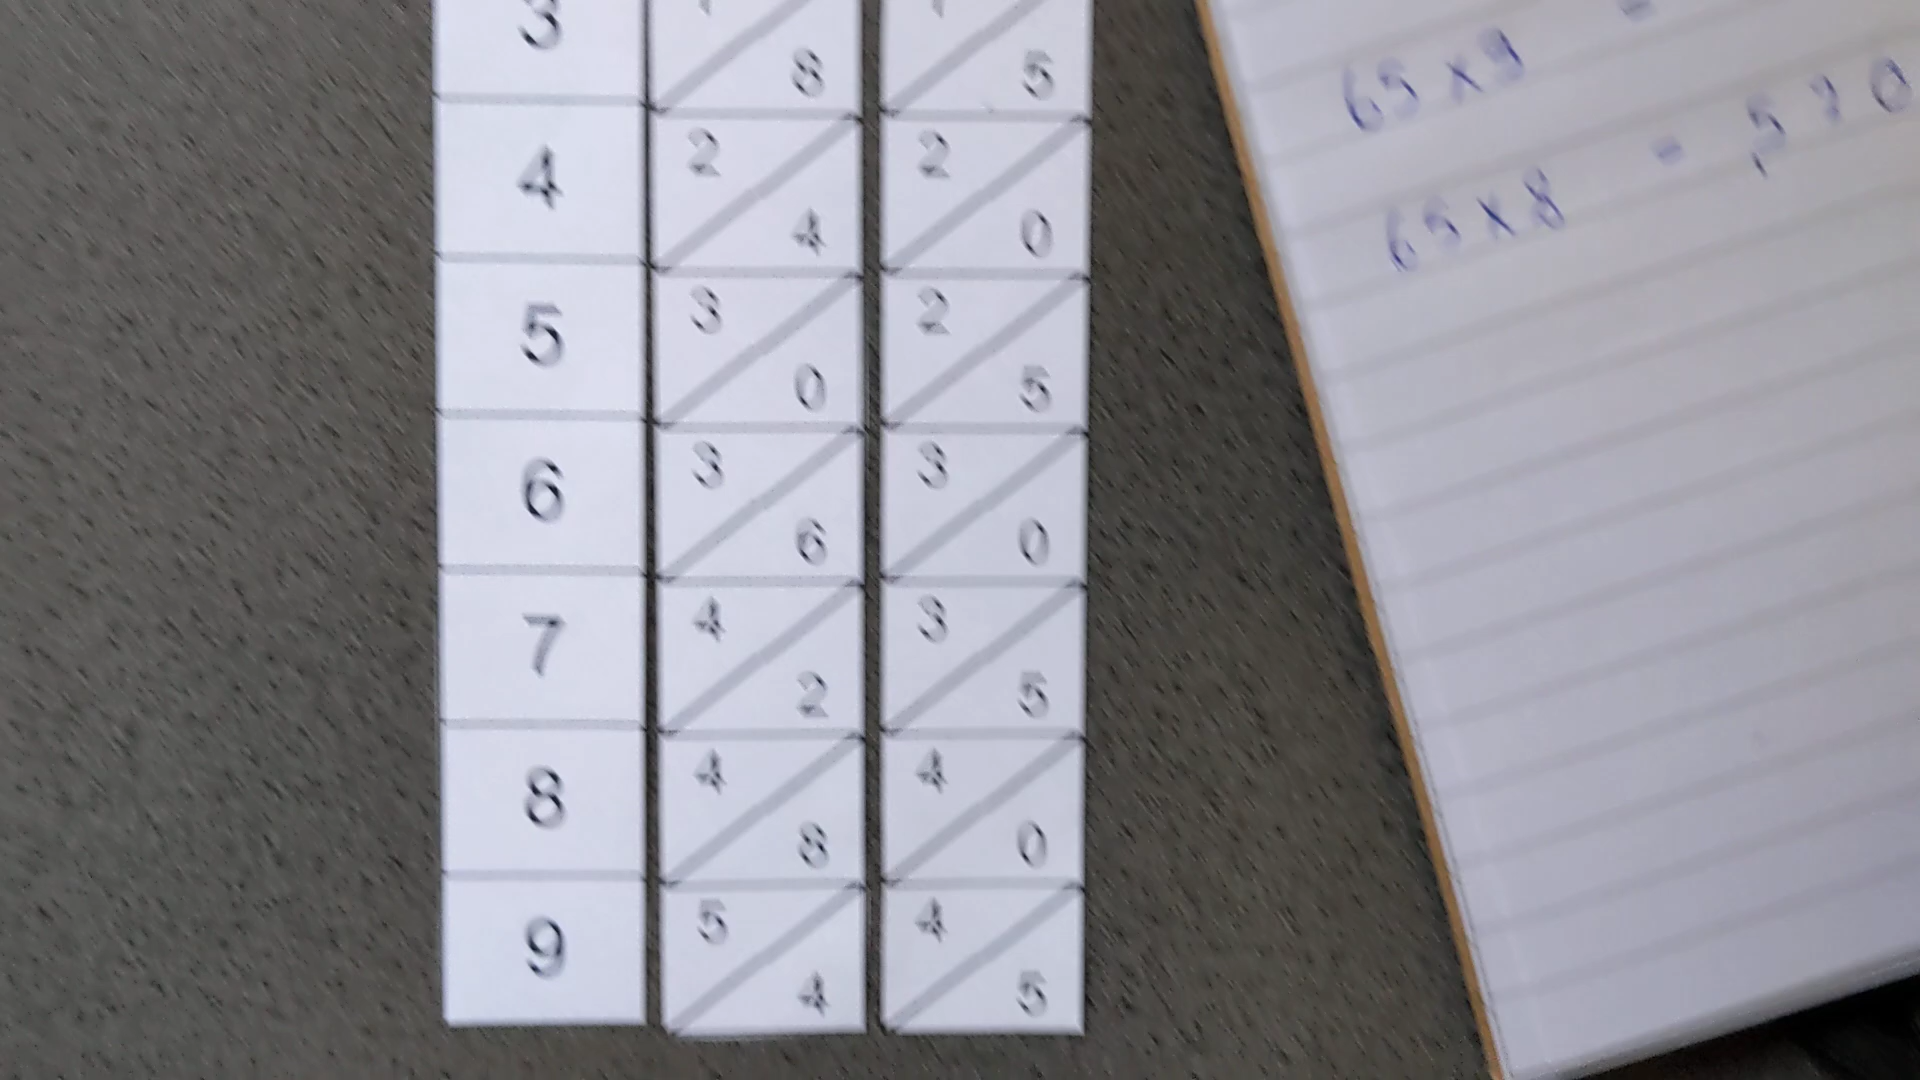 3 8 5
4 2 4 2 0
5 3 0 2 5
6 3 6 3 0
7 4 2 3 5
8 4 8 4 0
9 5 4 4 5
65 x 9
65 x 8 = 520